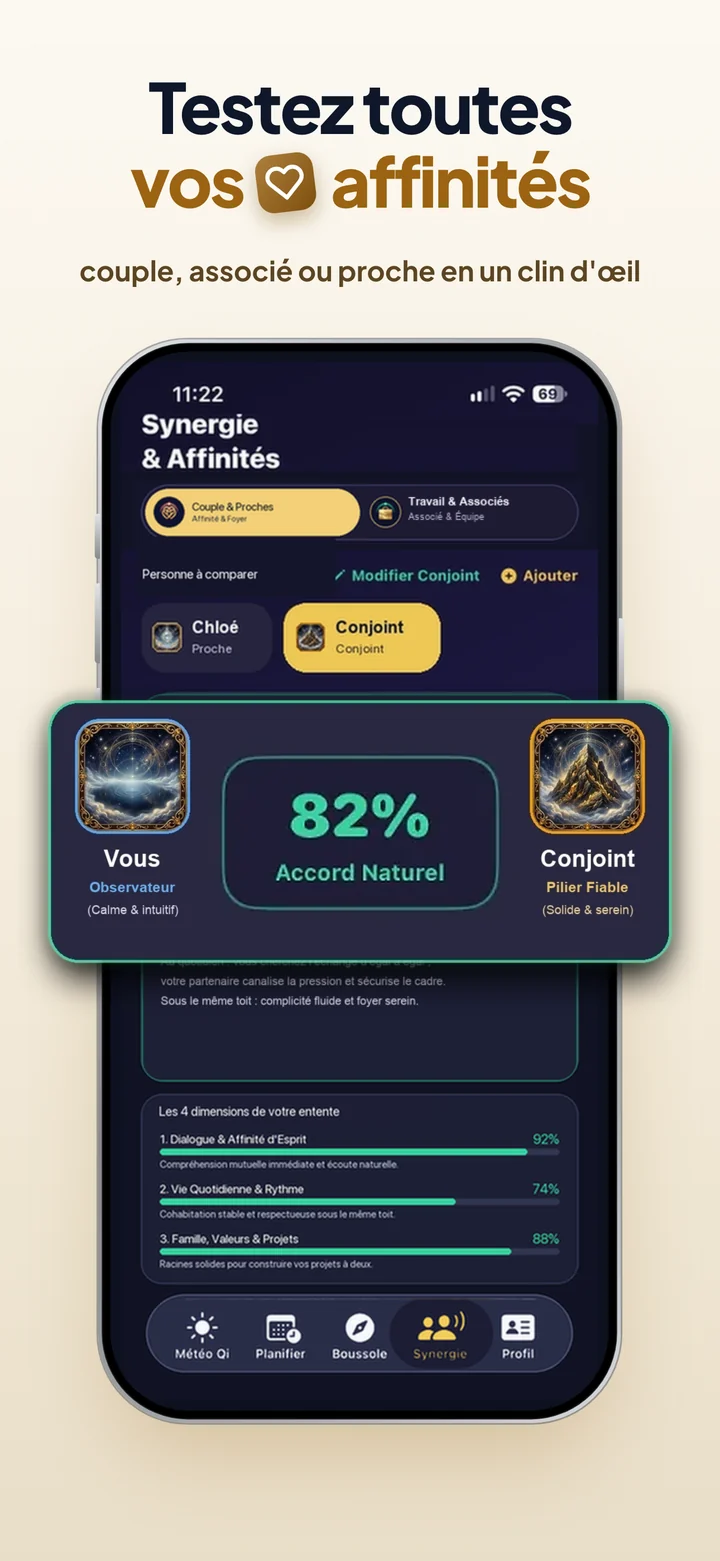 Testez toutes
vos affinités
couple, associé ou proche en un clin d'œil
11:22
69
Synergie
& Affinités
Couple & Proches
Affinité & Foyer
Travail & Associés
Associé & Équipe
Personne à comparer
Modifier Conjoint
Ajouter
Chloé
Proche
Conjoint
Conjoint
82%
Accord Naturel
Vous
Observateur
(Calme & intuitif)
Conjoint
Pilier Fiable
(Solide & serein)
votre partenaire canalise la pression et sécurise le cadre.
Sous le même toit : complicité fluide et foyer serein.
Les 4 dimensions de votre entente
1. Dialogue & Affinité d'Esprit 92%
Compréhension mutuelle immédiate et écoute naturelle.
2. Vie Quotidienne & Rythme 74%
Cohabitation stable et respectueuse sous le même toit.
3. Famille, Valeurs & Projets 88%
Racines solides pour construire vos projets à deux.
Météo Qi
Planifier
Boussole
Synergie
Profil